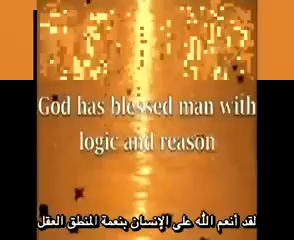 God has blessed man with
logic and reason
لقد أنعم الله على الإنسان بنعمة المنطق العقل